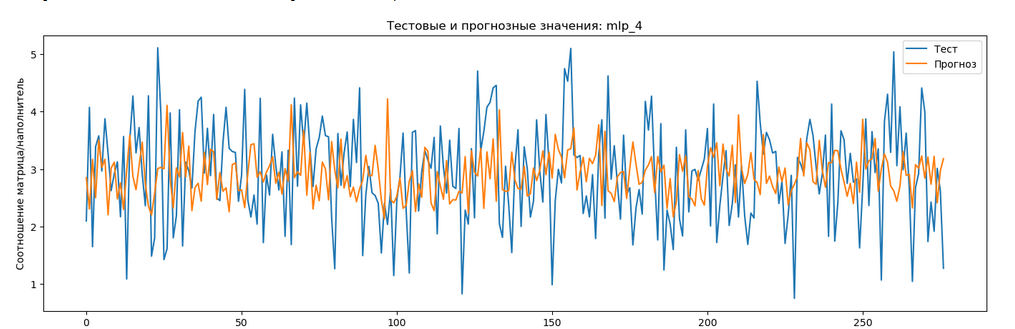 Тестовые и прогнозные значения: mlp_4
Тест
Прогноз
Соотношение матрица/наполнитель
5
4
3
2
1
0
50
100
150
200
250